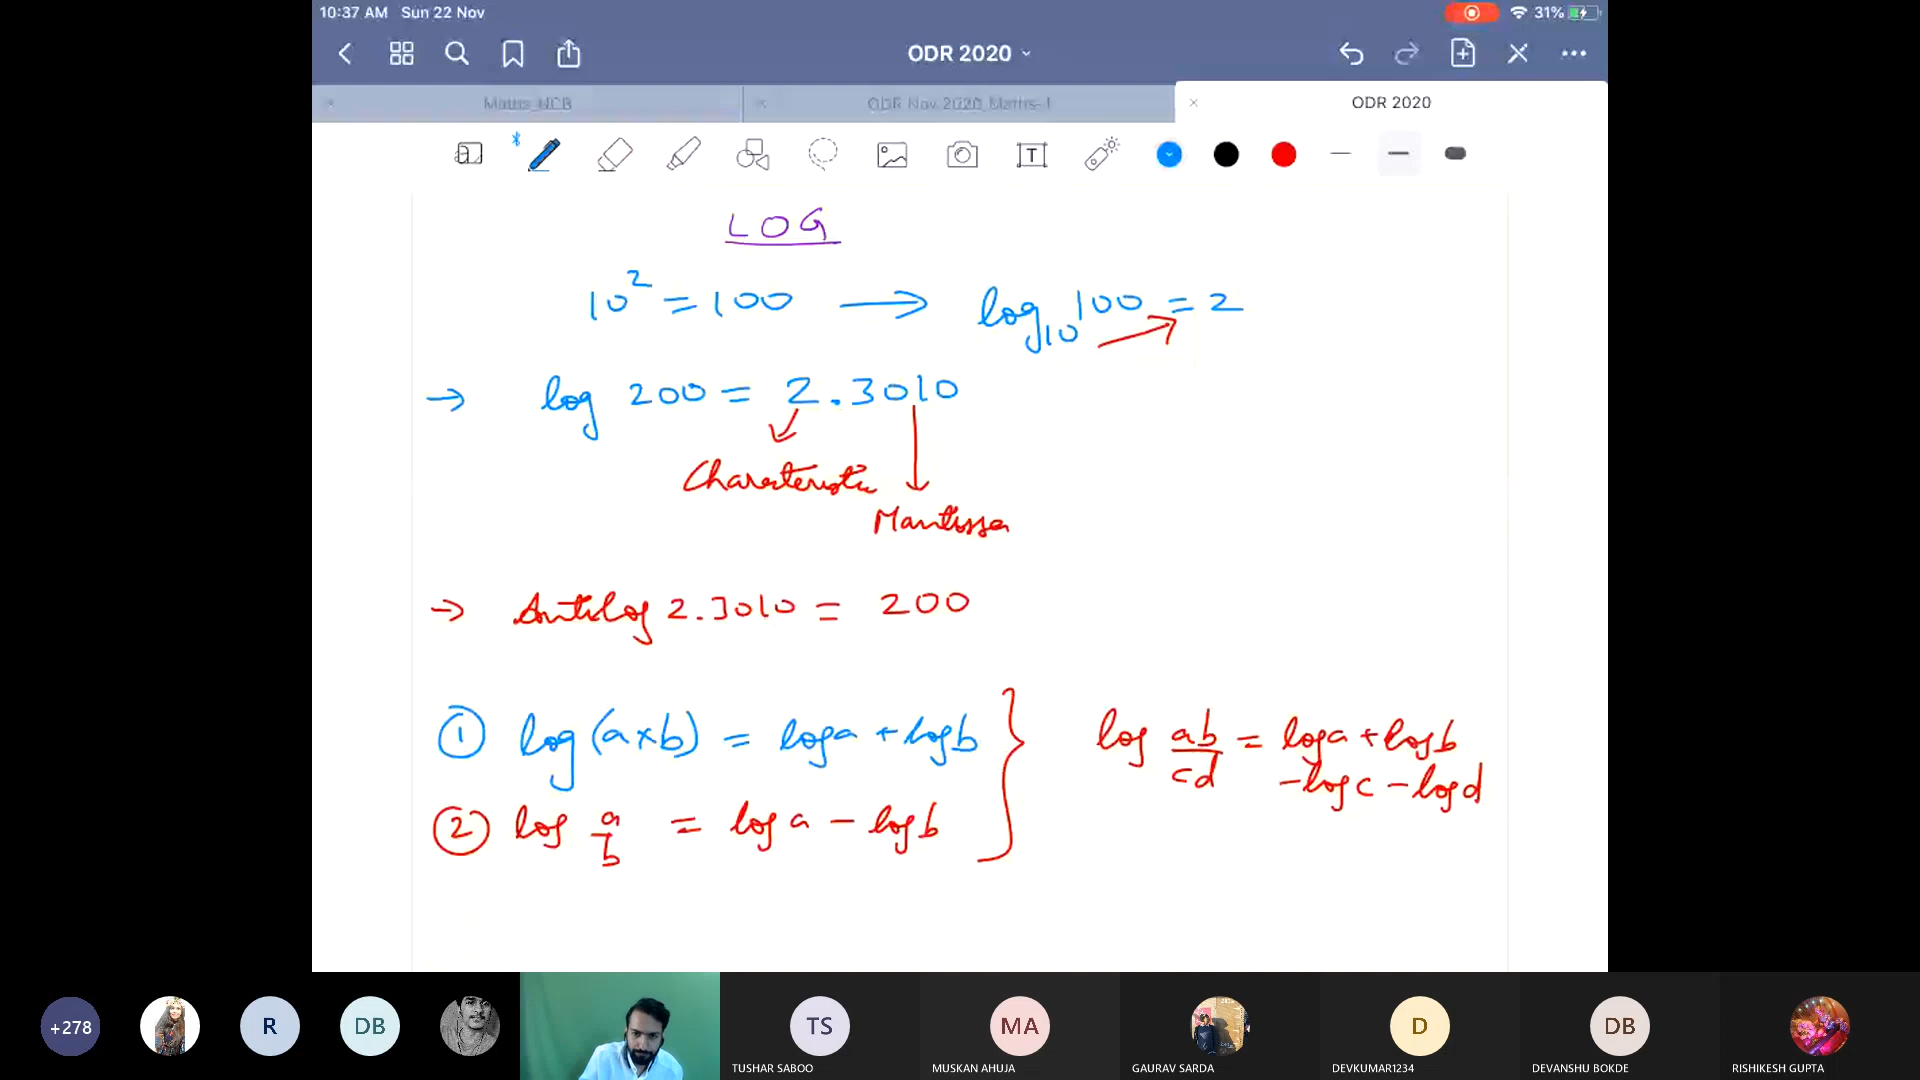 10:37 AM Sun 22 Nov
31%
ODR 2020
Maths_NCB
ODR Nov 2020_Maths-1
ODR 2020
T
LOG
10² = 100 → log₁₀ 100 = 2
→ log 200 = 2.3010
Charecteristic
Mantissa
→ Antilog 2.3010 = 200
① log (a×b) = log a + log b
② log a/b = log a - log b
log ab/cd = log a + log b
- log c - log d
+278
R
DB
TS
MA
D
DB
TUSHAR SABOO
MUSKAN AHUJA
GAURAV SARDA
DEVKUMAR1234
DEVANSHU BOKDE
RISHIKESH GUPTA